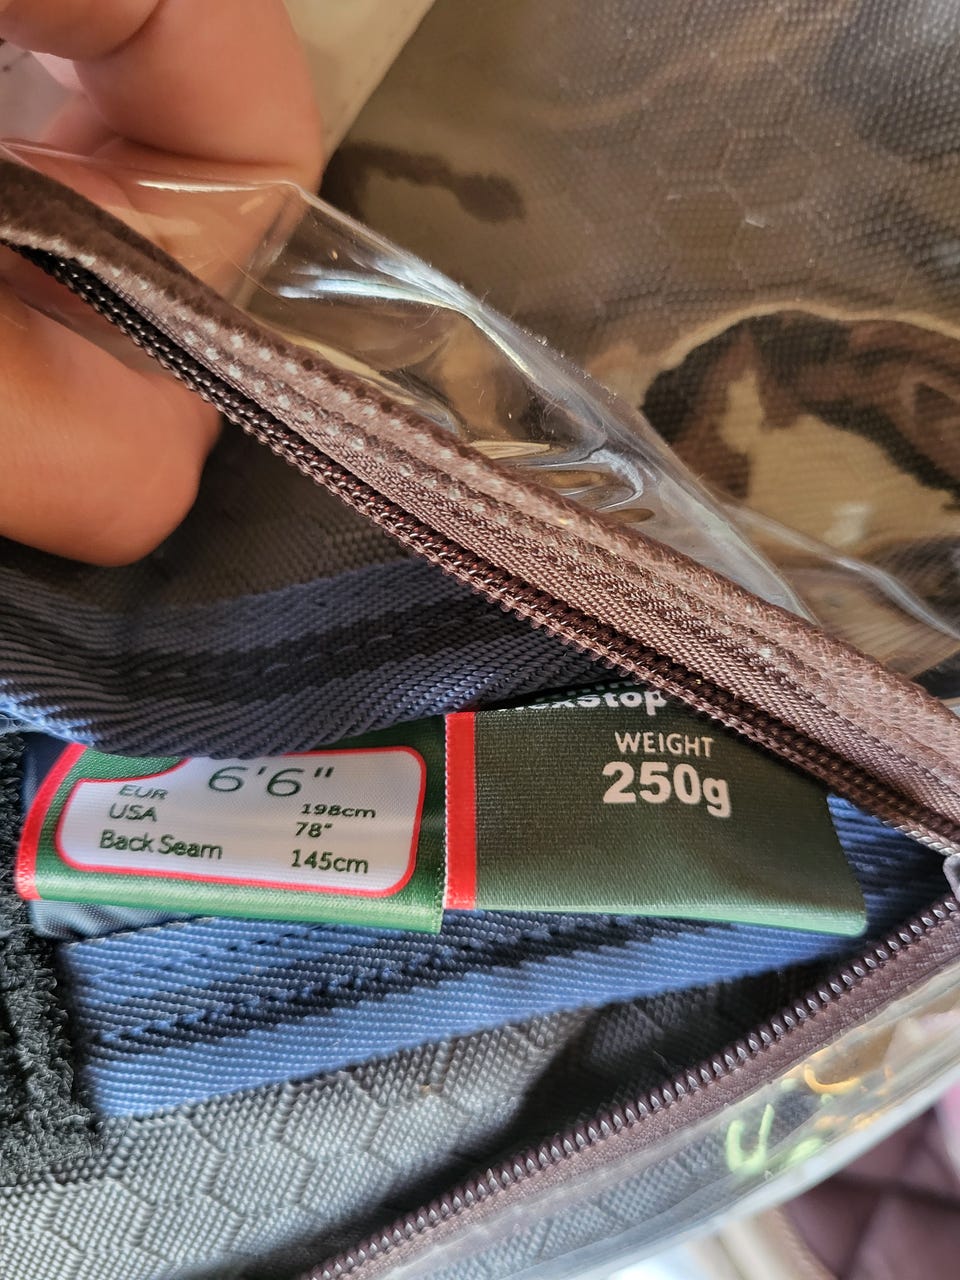 6'6"
EUR 198cm
USA 78"
Back Seam 145cm
WEIGHT
250g